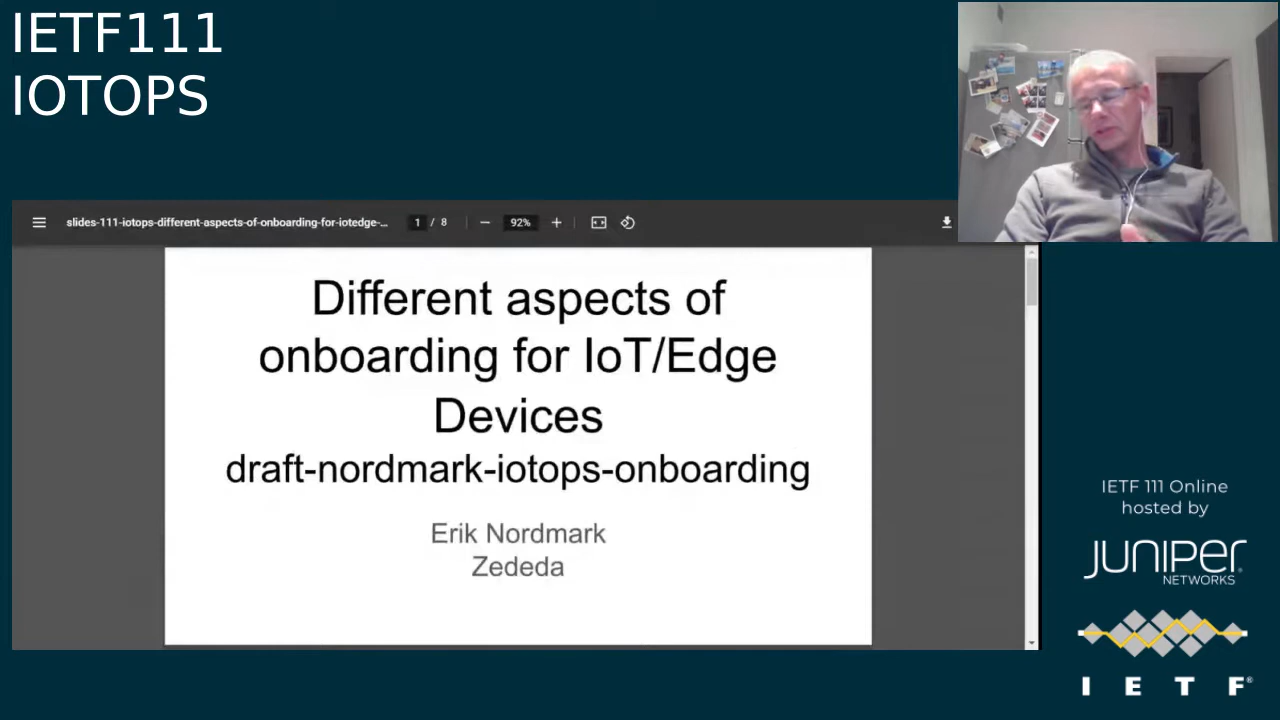 IETF111
IOTOPS
slides-111-iotops-different-aspects-of-onboarding-for-iotedge-...
1 / 8
92%
Different aspects of
onboarding for IoT/Edge
Devices
draft-nordmark-iotops-onboarding
Erik Nordmark
Zededa
IETF 111 Online
hosted by
JUNIPER
NETWORKS
I E T F®